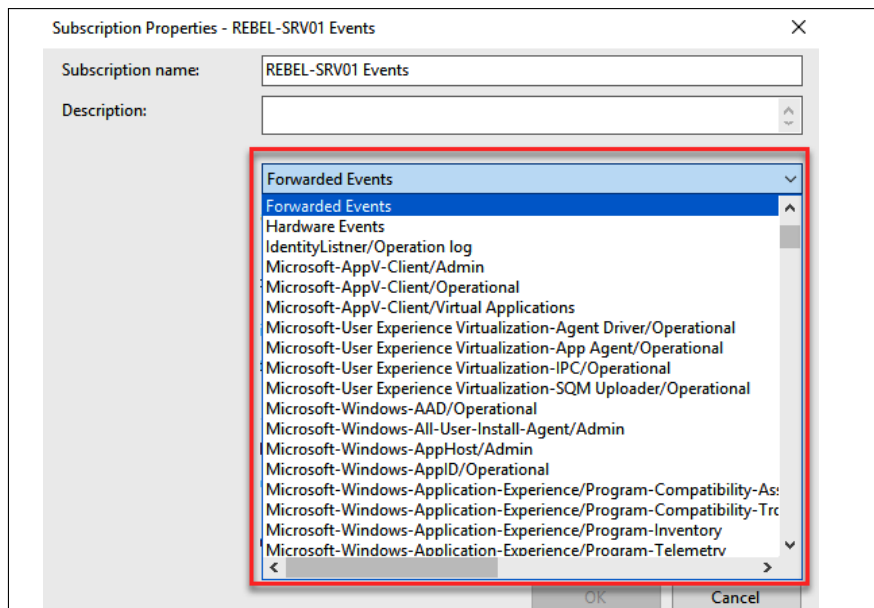 Subscription Properties - REBEL-SRV01 Events
Subscription name:
REBEL-SRV01 Events
Description:
Forwarded Events
Forwarded Events
Hardware Events
IdentityListner/Operation log
Microsoft-AppV-Client/Admin
Microsoft-AppV-Client/Operational
Microsoft-AppV-Client/Virtual Applications
Microsoft-User Experience Virtualization-Agent Driver/Operational
Microsoft-User Experience Virtualization-App Agent/Operational
Microsoft-User Experience Virtualization-IPC/Operational
Microsoft-User Experience Virtualization-SQM Uploader/Operational
Microsoft-Windows-AAD/Operational
Microsoft-Windows-All-User-Install-Agent/Admin
Microsoft-Windows-AppHost/Admin
Microsoft-Windows-AppID/Operational
Microsoft-Windows-Application-Experience/Program-Compatibility-Ass
Microsoft-Windows-Application-Experience/Program-Compatibility-Tro
Microsoft-Windows-Application-Experience/Program-Inventory
Microsoft-Windows-Application-Experience/Program-Telemetry
OK
Cancel